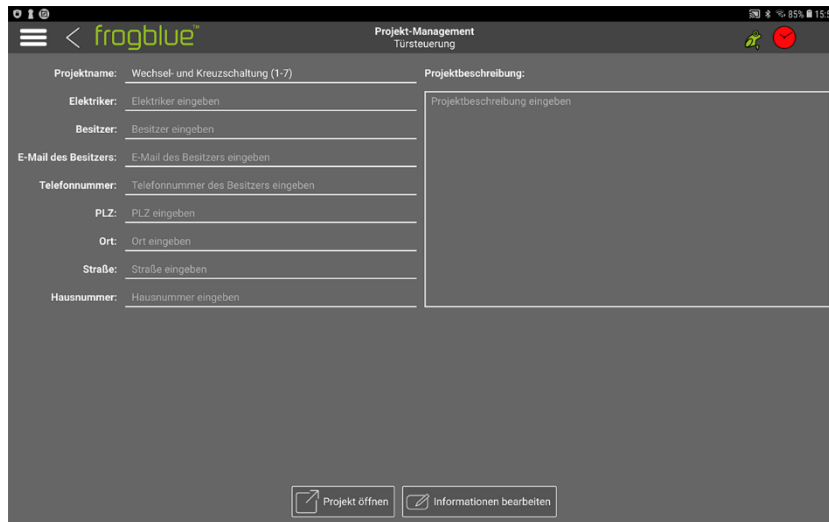 85% 15:5
frogblue™
Projekt-Management
Türsteuerung
Projektname: Wechsel- und Kreuzschaltung (1-7)
Projektbeschreibung:
Elektriker: Elektriker eingeben
Projektbeschreibung eingeben
Besitzer: Besitzer eingeben
E-Mail des Besitzers: E-Mail des Besitzers eingeben
Telefonnummer: Telefonnummer des Besitzers eingeben
PLZ: PLZ eingeben
Ort: Ort eingeben
Straße: Straße eingeben
Hausnummer: Hausnummer eingeben
Projekt öffnen
Informationen bearbeiten